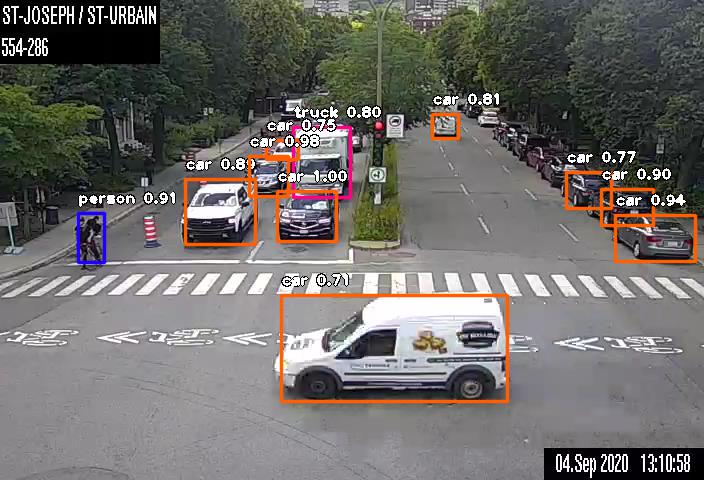 ST-JOSEPH / ST-URBAIN
554-286
truck 0.80
car 0.81
car 0.75
car 0.98
car 0.77
car 0.89
car 1.00
car 0.90
person 0.91
car 0.94
car 0.71
04.Sep 2020 13:10:58